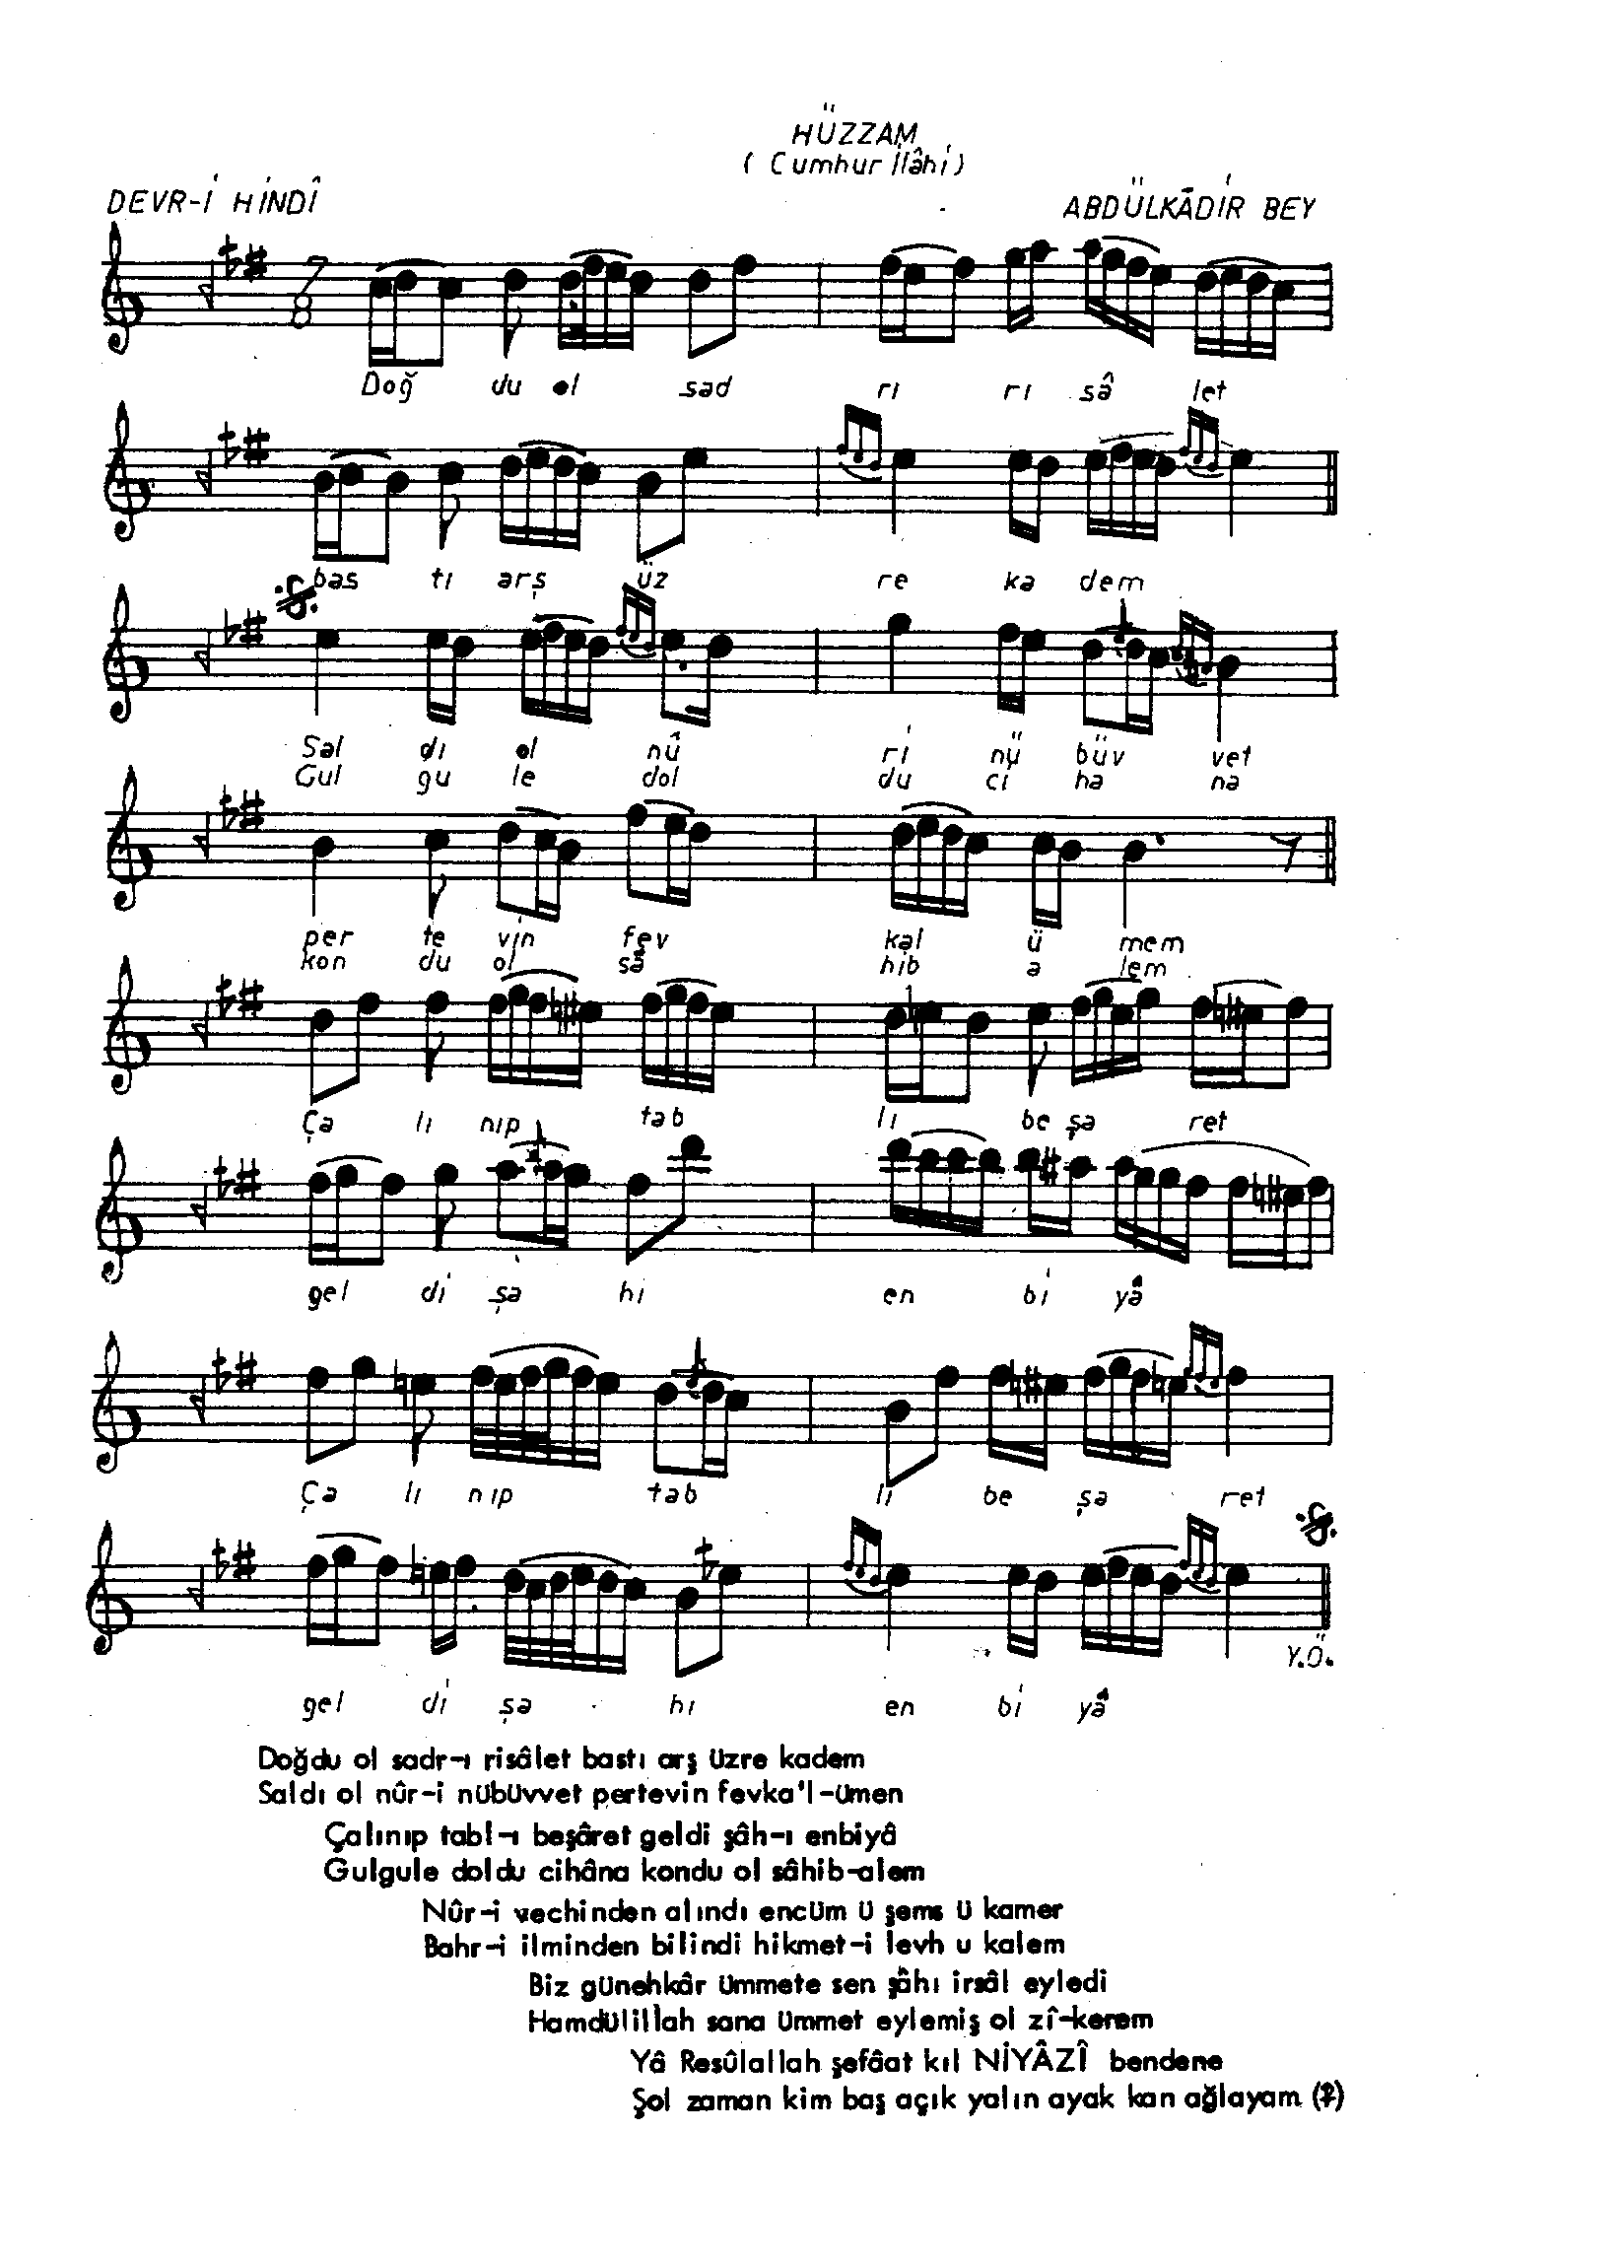 HÜZZAM
( Cumhur İlâhi )
DEVR-İ HİNDÎ ABDÜLKĀDİR BEY
7
8
Doğ du ol sad rı rı sâ let
bas tı arş üz re ka dem
Sal dı ol nû ri nü büv vet
Gul gu le dol du ci ha na
per te vin fev kal ü mem
kon du ol sâ hib a lem
Ça lı nıp tab lı be şa ret
gel di şa hı en bi yâ
Ça lı nıp tab lı be şa ret
Y.Ö.
gel di şa hı en bi yâ
Doğdu ol sadr-ı risâlet bastı arş üzre kadem
Saldı ol nûr-i nübüvvet pertevin fevka'l-ümen
Çalınıp tabl-ı beşâret geldi şâh-ı enbiyâ
Gulgule doldu cihâna kondu ol sâhib-alem
Nûr-i vechinden alındı encüm ü şems ü kamer
Bahr-i ilminden bilindi hikmet-i levh u kalem
Biz günehkâr ümmete sen şâhı irsâl eyledi
Hamdülillah sana ümmet eylemiş ol zî-kerem
Yâ Resûlallah şefâat kıl NİYÂZÎ bendene
Şol zaman kim baş açık yalın ayak kan ağlayam (?)